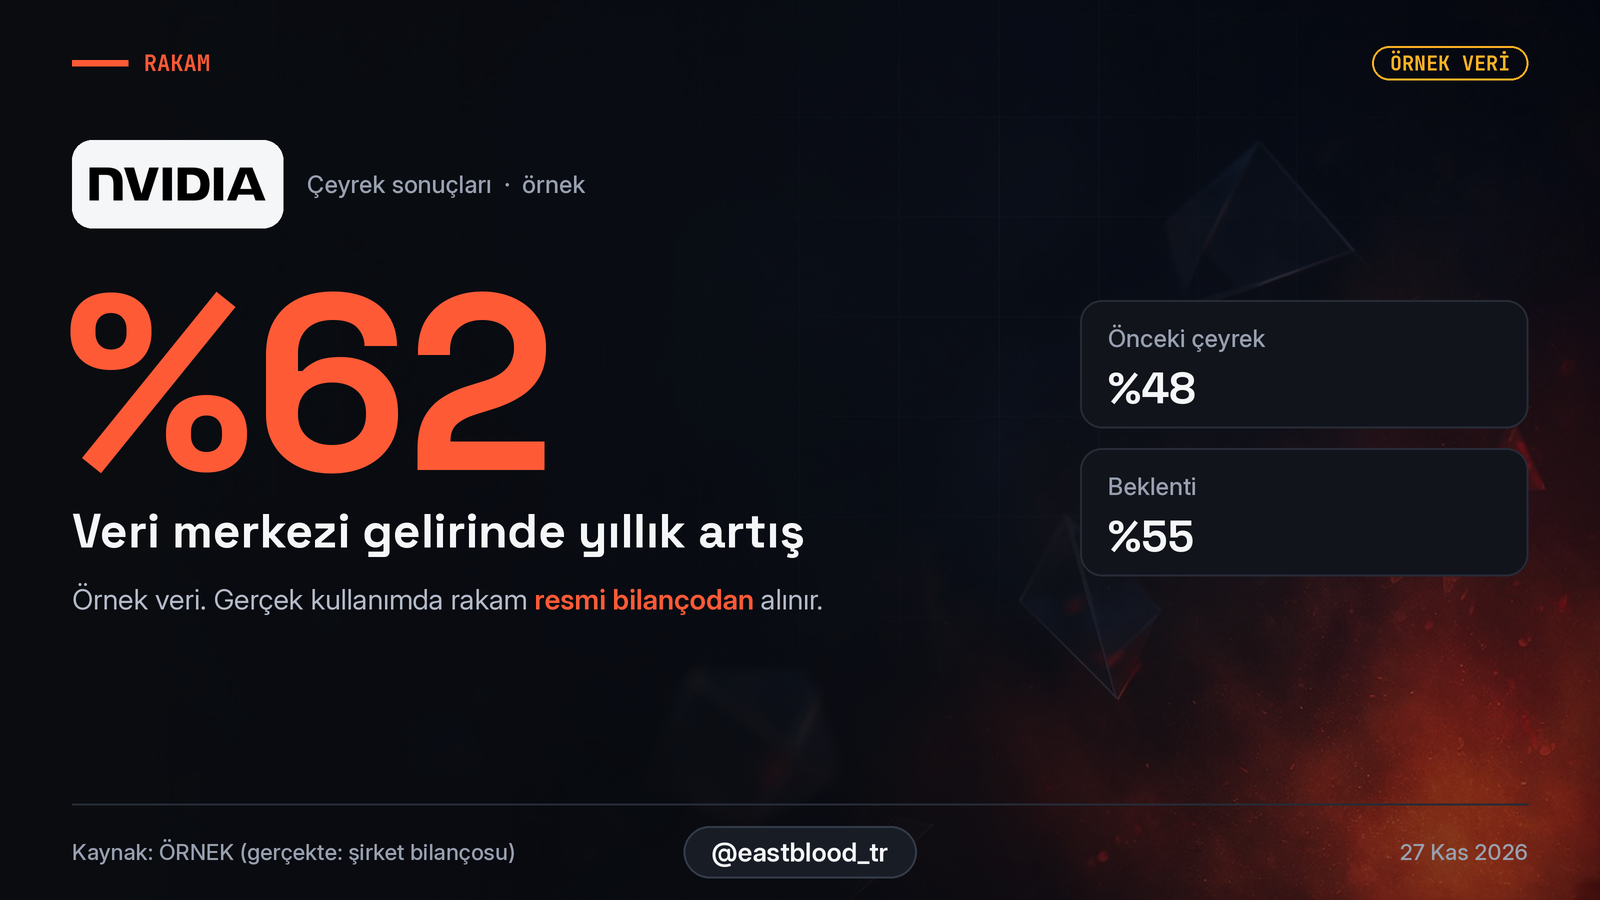 RAKAM
ÖRNEK VERİ
NVIDIA
Çeyrek sonuçları · örnek
%62
Veri merkezi gelirinde yıllık artış
Örnek veri. Gerçek kullanımda rakam resmi bilançodan alınır.
Önceki çeyrek
%48
Beklenti
%55
Kaynak: ÖRNEK (gerçekte: şirket bilançosu)
@eastblood_tr
27 Kas 2026